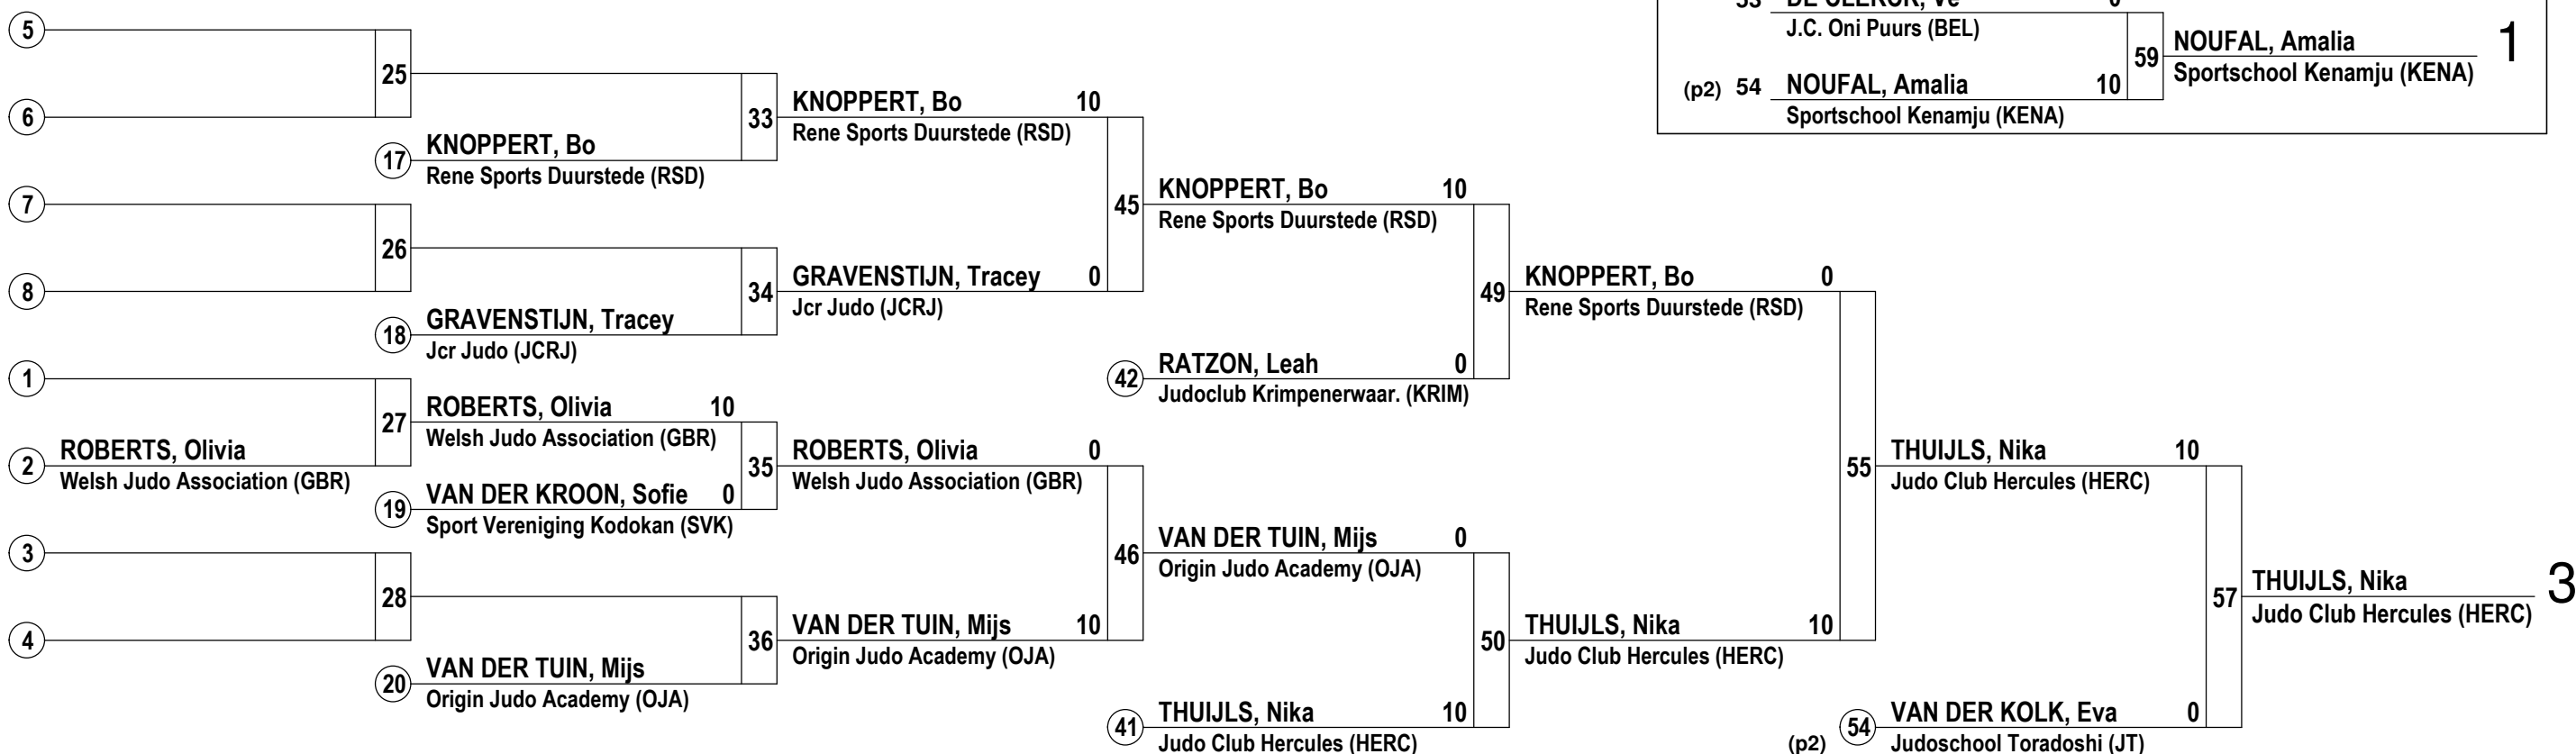 5
25
6
33
KNOPPERT, Bo 10
Rene Sports Duurstede (RSD)
17 KNOPPERT, Bo
Rene Sports Duurstede (RSD)
7
26
8
34
GRAVENSTIJN, Tracey 0
Jcr Judo (JCRJ)
18 GRAVENSTIJN, Tracey
Jcr Judo (JCRJ)
45
KNOPPERT, Bo 10
Rene Sports Duurstede (RSD)
49
42 RATZON, Leah 0
Judoclub Krimpenerwaar. (KRIM)
KNOPPERT, Bo 0
Rene Sports Duurstede (RSD)
1
27
ROBERTS, Olivia 10
Welsh Judo Association (GBR)
2 ROBERTS, Olivia
Welsh Judo Association (GBR)
35
19 VAN DER KROON, Sofie 0
Sport Vereniging Kodokan (SVK)
ROBERTS, Olivia 0
Welsh Judo Association (GBR)
3
28
4
36
20 VAN DER TUIN, Mijs
Origin Judo Academy (OJA)
VAN DER TUIN, Mijs 10
Origin Judo Academy (OJA)
46
VAN DER TUIN, Mijs 0
Origin Judo Academy (OJA)
50
41 THUIJLS, Nika 10
Judo Club Hercules (HERC)
THUIJLS, Nika 10
Judo Club Hercules (HERC)
55
THUIJLS, Nika 10
Judo Club Hercules (HERC)
57
(p2) 54 VAN DER KOLK, Eva 0
Judoschool Toradoshi (JT)
THUIJLS, Nika
Judo Club Hercules (HERC)
3
J.C. Oni Puurs (BEL)
59
NOUFAL, Amalia
Sportschool Kenamju (KENA)
1
(p2) 54 NOUFAL, Amalia 10
Sportschool Kenamju (KENA)